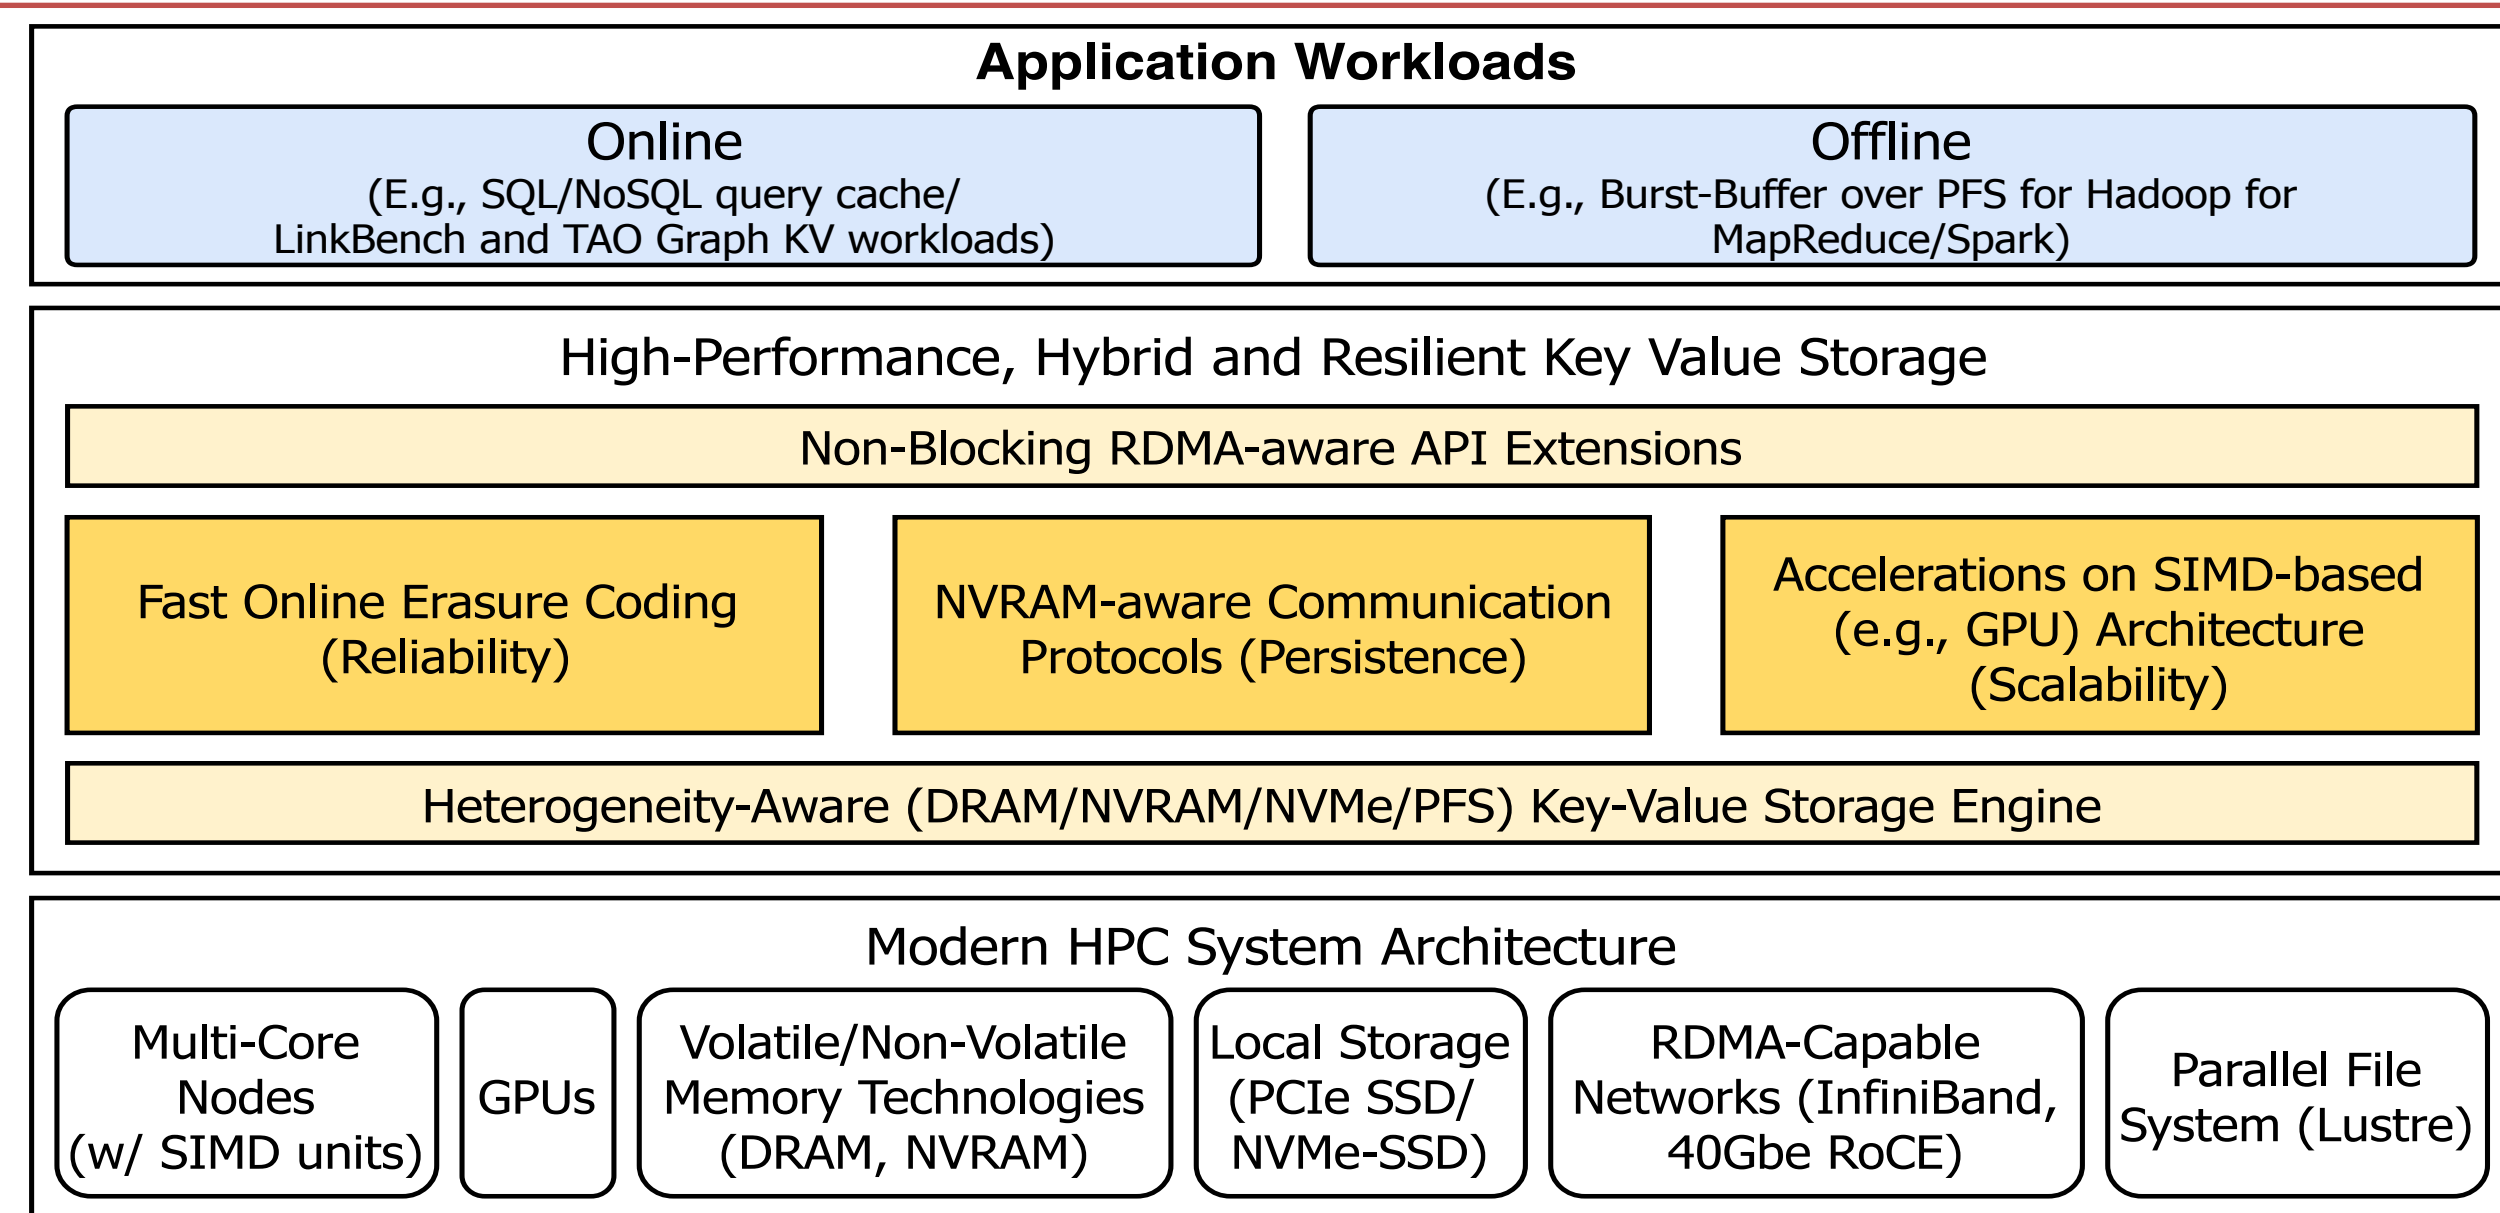 Application Workloads
Online
(E.g., SQL/NoSQL query cache/
LinkBench and TAO Graph KV workloads)
Offline
(E.g., Burst-Buffer over PFS for Hadoop for
MapReduce/Spark)
High-Performance, Hybrid and Resilient Key Value Storage
Non-Blocking RDMA-aware API Extensions
Fast Online Erasure Coding
(Reliability)
NVRAM-aware Communication
Protocols (Persistence)
Accelerations on SIMD-based
(e.g., GPU) Architecture
(Scalability)
Heterogeneity-Aware (DRAM/NVRAM/NVMe/PFS) Key-Value Storage Engine
Modern HPC System Architecture
Multi-Core
Nodes
(w/ SIMD units)
GPUs
Volatile/Non-Volatile
Memory Technologies
(DRAM, NVRAM)
Local Storage
(PCIe SSD/
NVMe-SSD)
RDMA-Capable
Networks (InfiniBand,
40Gbe RoCE)
Parallel File
System (Lustre)